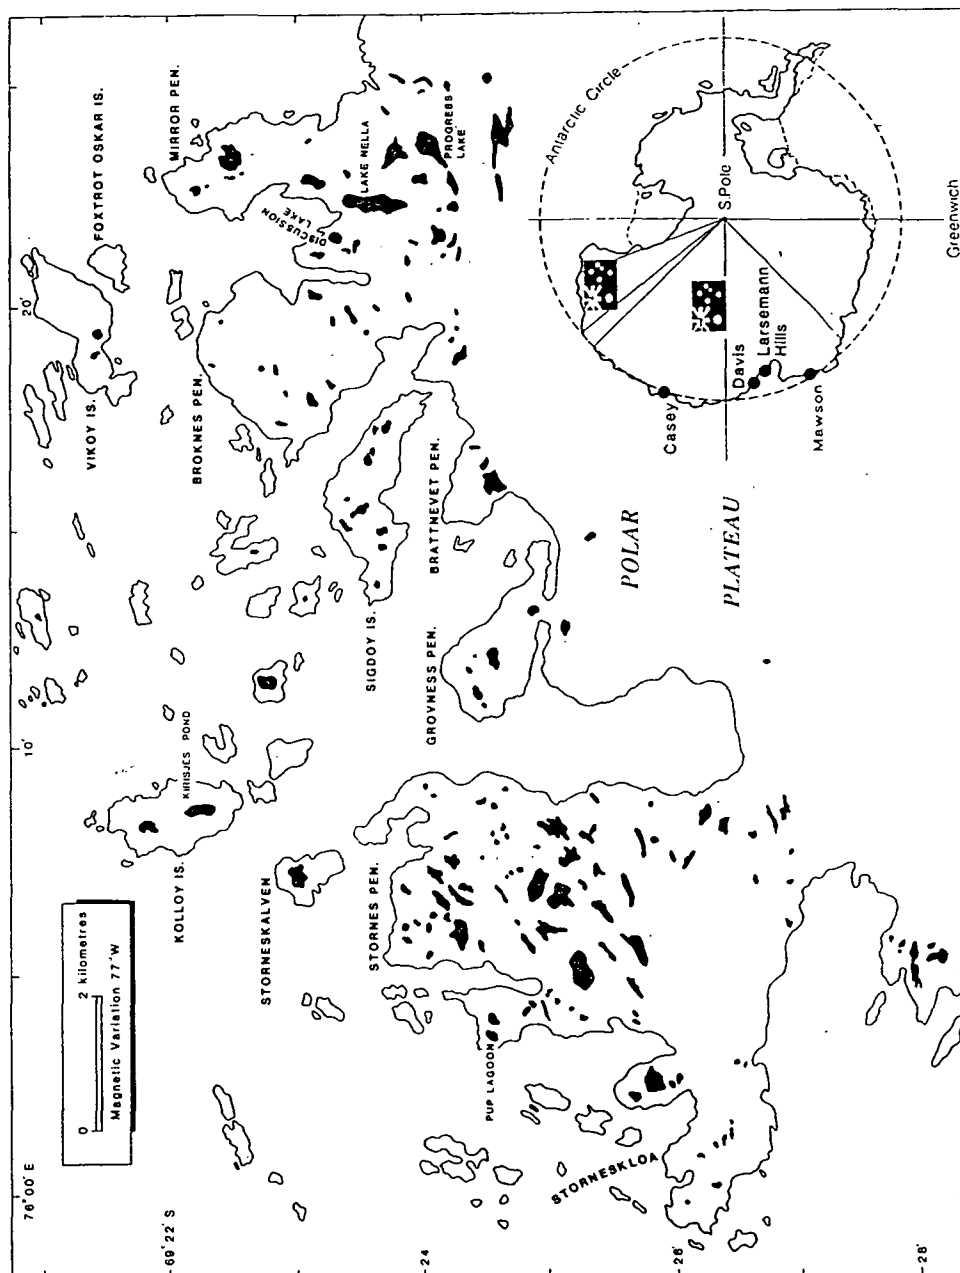 0 2 kilometres
Magnetic Variation 77°W
76°00' E
10'
20'
-69°22'S
-24
-26
-28
FOXTROT OSKAR IS.
MIRROR PEN.
VIKOY IS.
BROKNES PEN.
DISCUSSION
LAKE
LAKE NELLA
PROGRESS
LAKE
KOLLOY IS.
KIRISJES POND
SIGDOY IS.
BRATTNEVET PEN.
GROVNESS PEN.
STORNESKALVEN
STORNES PEN.
PUP LAGOON
STORNESKLOA
POLAR
PLATEAU
Antarctic Circle
S.Pole
Casey
Davis
Larsemann
Hills
Mawson
Greenwich